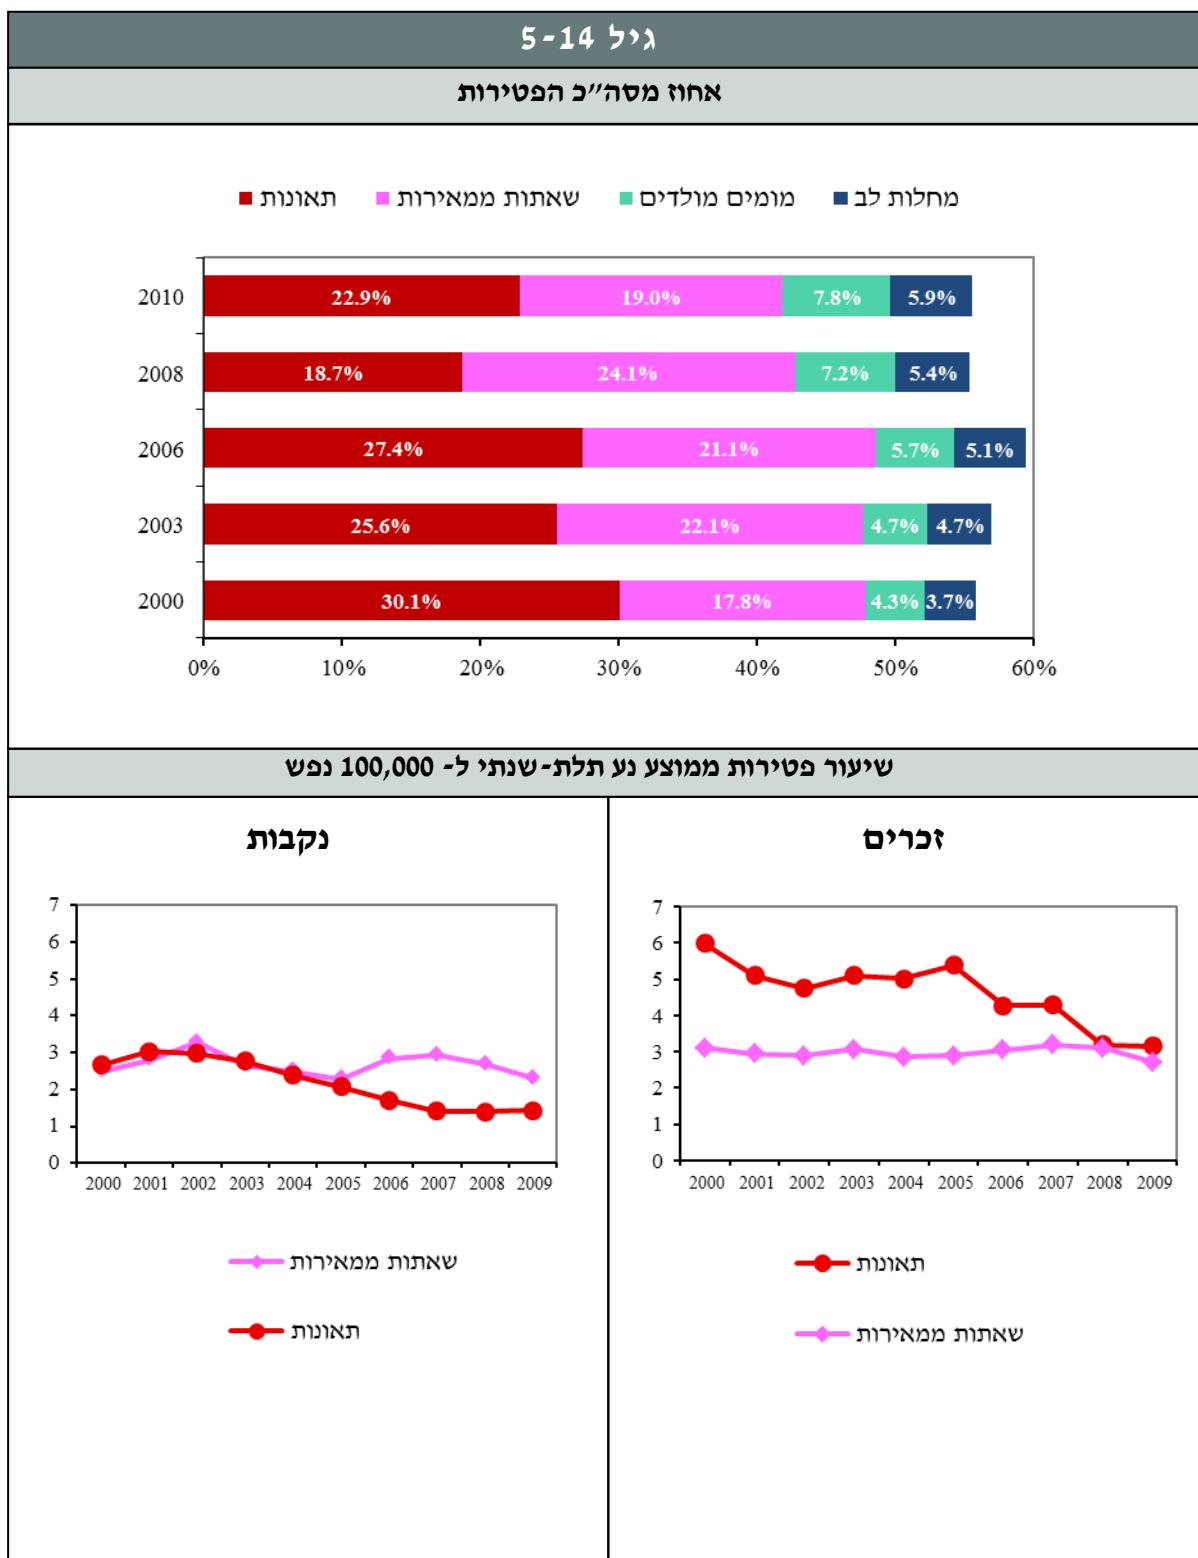 גיל 5-14
אחוז מסה״כ הפטירות
תאונות שאתות ממאירות מומים מולדים מחלות לב
2010 22.9% 19.0% 7.8% 5.9%
2008 18.7% 24.1% 7.2% 5.4%
2006 27.4% 21.1% 5.7% 5.1%
2003 25.6% 22.1% 4.7% 4.7%
2000 30.1% 17.8% 4.3% 3.7%
0% 10% 20% 30% 40% 50% 60%
שיעור פטירות ממוצע נע תלת-שנתי ל- 100,000 נפש
זכרים
7
6
5
4
3
2
1
0
2000 2001 2002 2003 2004 2005 2006 2007 2008 2009
תאונות
שאתות ממאירות
נקבות
7
6
5
4
3
2
1
0
2000 2001 2002 2003 2004 2005 2006 2007 2008 2009
שאתות ממאירות
תאונות